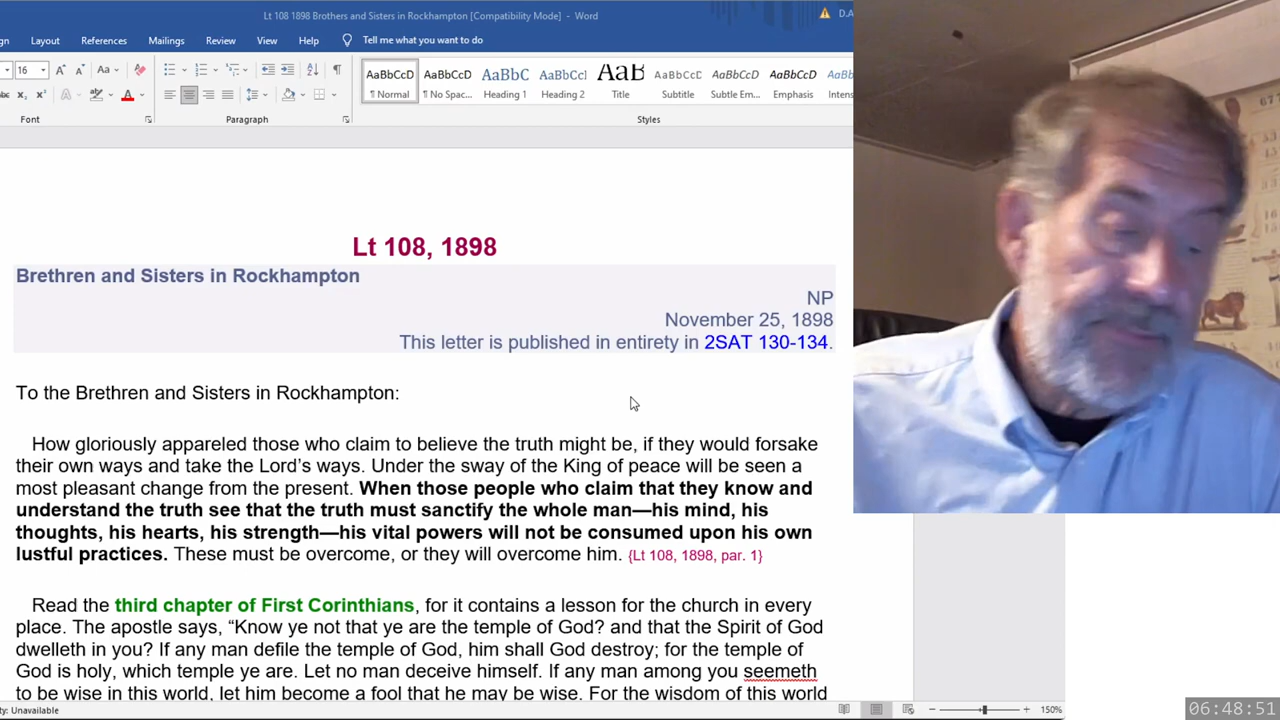 Lt 108 1898 Brothers and Sisters in Rockhampton [Compatibility Mode] - Word
D.A
gn Layout References Mailings Review View Help Tell me what you want to do
16 Aa
AaBbCcD AaBbCcD AaBbC AaBbCcl AaB AaBbCcD AaBbCcD AaBbCcD AaBb
¶ Normal ¶ No Spac... Heading 1 Heading 2 Title Subtitle Subtle Em... Emphasis Intens
Font Paragraph Styles
Lt 108, 1898
Brethren and Sisters in Rockhampton
NP
November 25, 1898
This letter is published in entirety in 2SAT 130-134.
To the Brethren and Sisters in Rockhampton:
How gloriously appareled those who claim to believe the truth might be, if they would forsake
their own ways and take the Lord's ways. Under the sway of the King of peace will be seen a
most pleasant change from the present. When those people who claim that they know and
understand the truth see that the truth must sanctify the whole man—his mind, his
thoughts, his hearts, his strength—his vital powers will not be consumed upon his own
lustful practices. These must be overcome, or they will overcome him. {Lt 108, 1898, par. 1}
Read the third chapter of First Corinthians, for it contains a lesson for the church in every
place. The apostle says, “Know ye not that ye are the temple of God? and that the Spirit of God
dwelleth in you? If any man defile the temple of God, him shall God destroy; for the temple of
God is holy, which temple ye are. Let no man deceive himself. If any man among you seemeth
to be wise in this world, let him become a fool that he may be wise. For the wisdom of this world
ty: Unavailable
150%
06:48:51